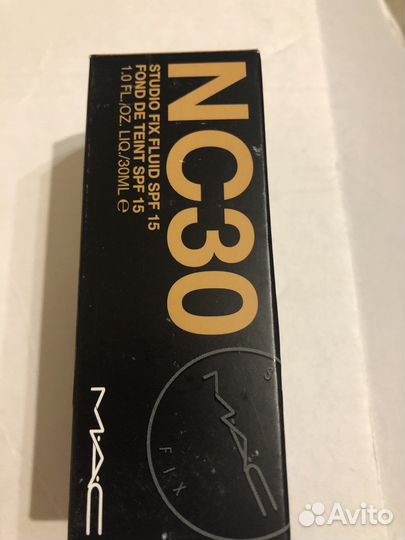 NC30
STUDIO FIX FLUID SPF 15
FOND DE TEINT SPF 15
1.0 FL./OZ. LIQ./30ML ℮
S
MAC
FIX
M·A·C
Avito